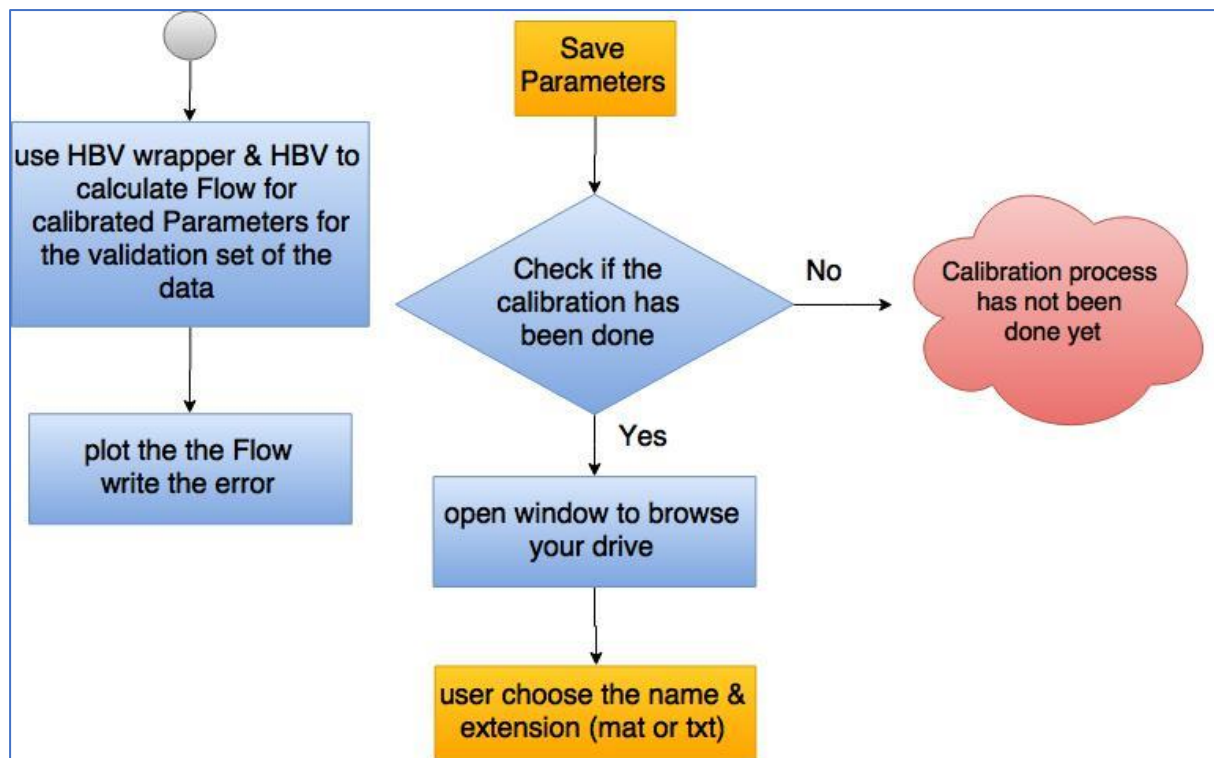 use HBV wrapper & HBV to
calculate Flow for
calibrated Parameters for
the validation set of the
data
plot the the Flow
write the error
Save
Parameters
Check if the
calibration has
been done
No
Calibration process
has not been
done yet
Yes
open window to browse
your drive
user choose the name &
extension (mat or txt)